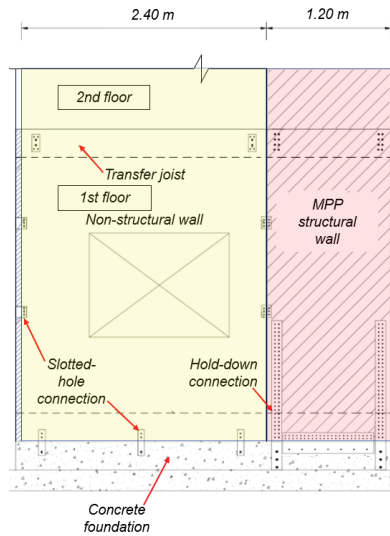 2.40 m
1.20 m
2nd floor
Transfer joist
1st floor
Non-structural wall
MPP
structural
wall
Slotted-
hole
connection
Hold-down
connection
Concrete
foundation